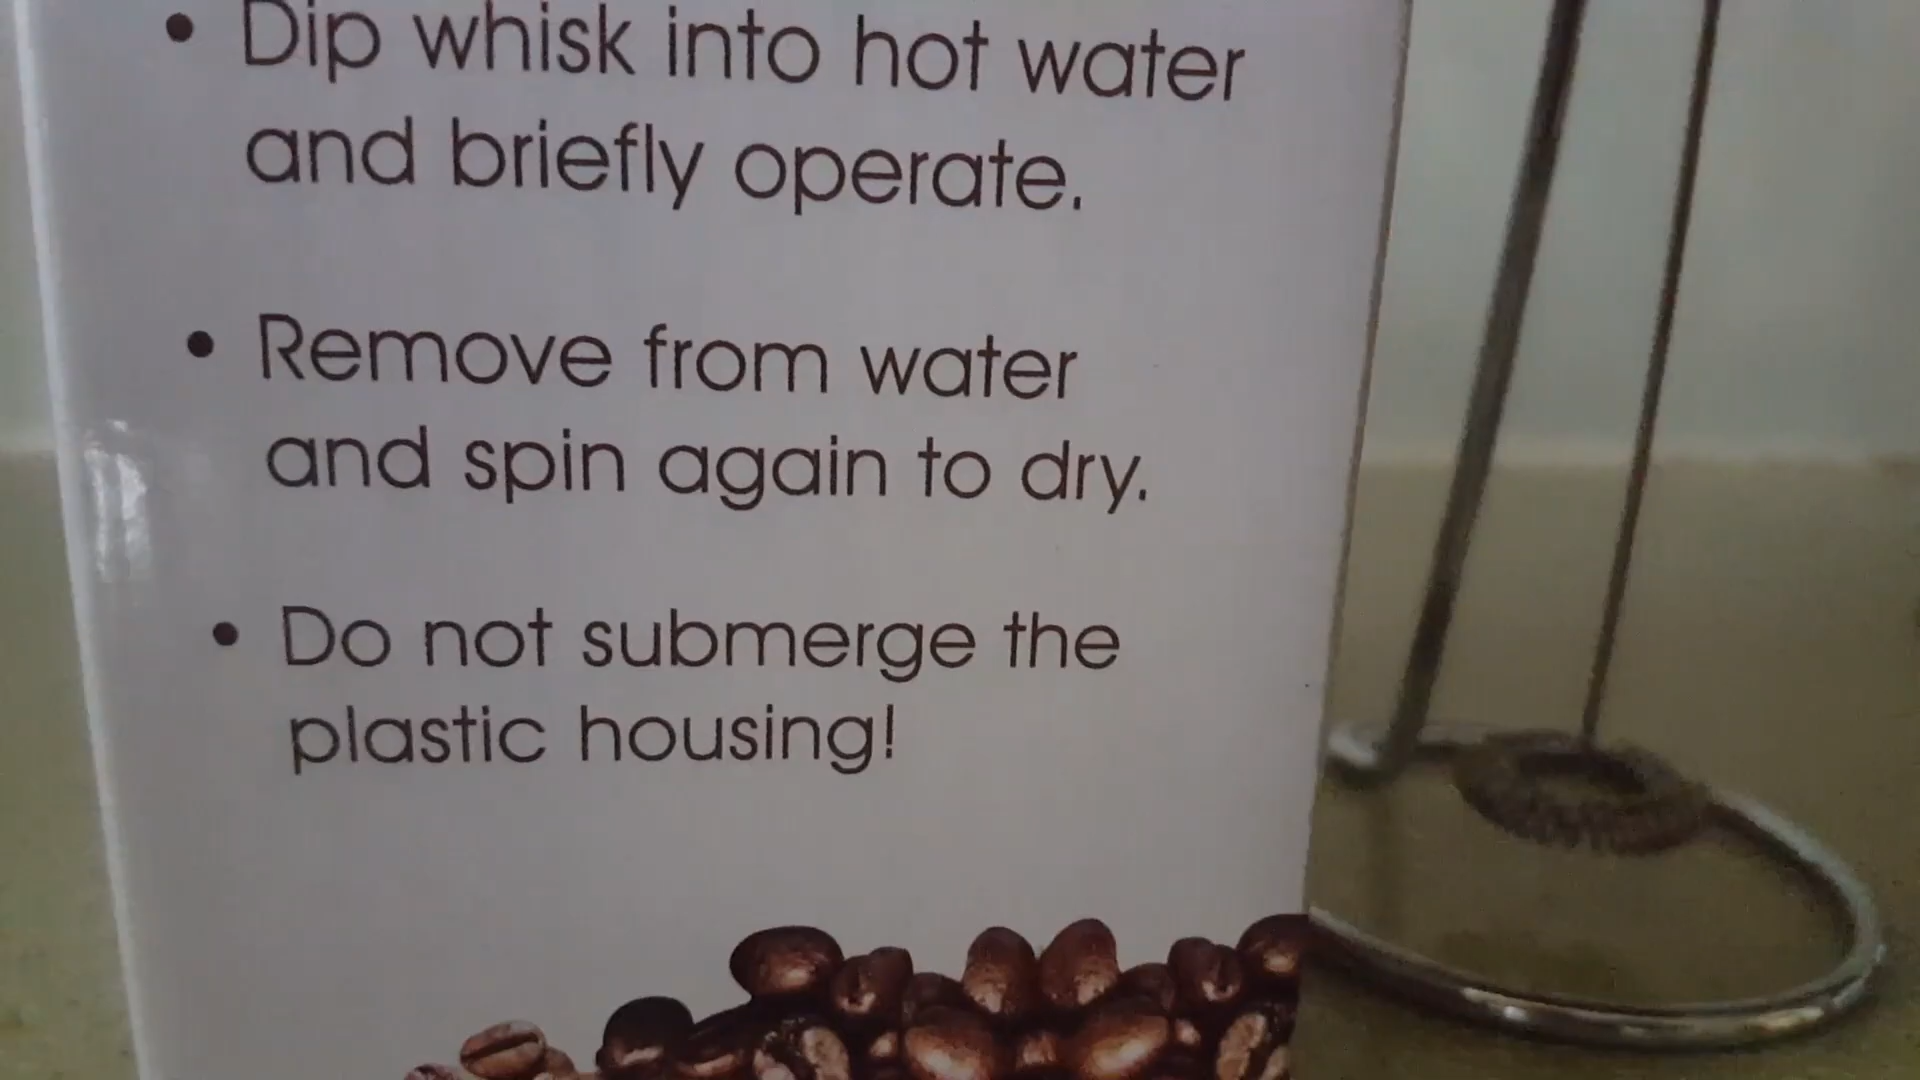 • Dip whisk into hot water
and briefly operate.
• Remove from water
and spin again to dry.
• Do not submerge the
plastic housing!